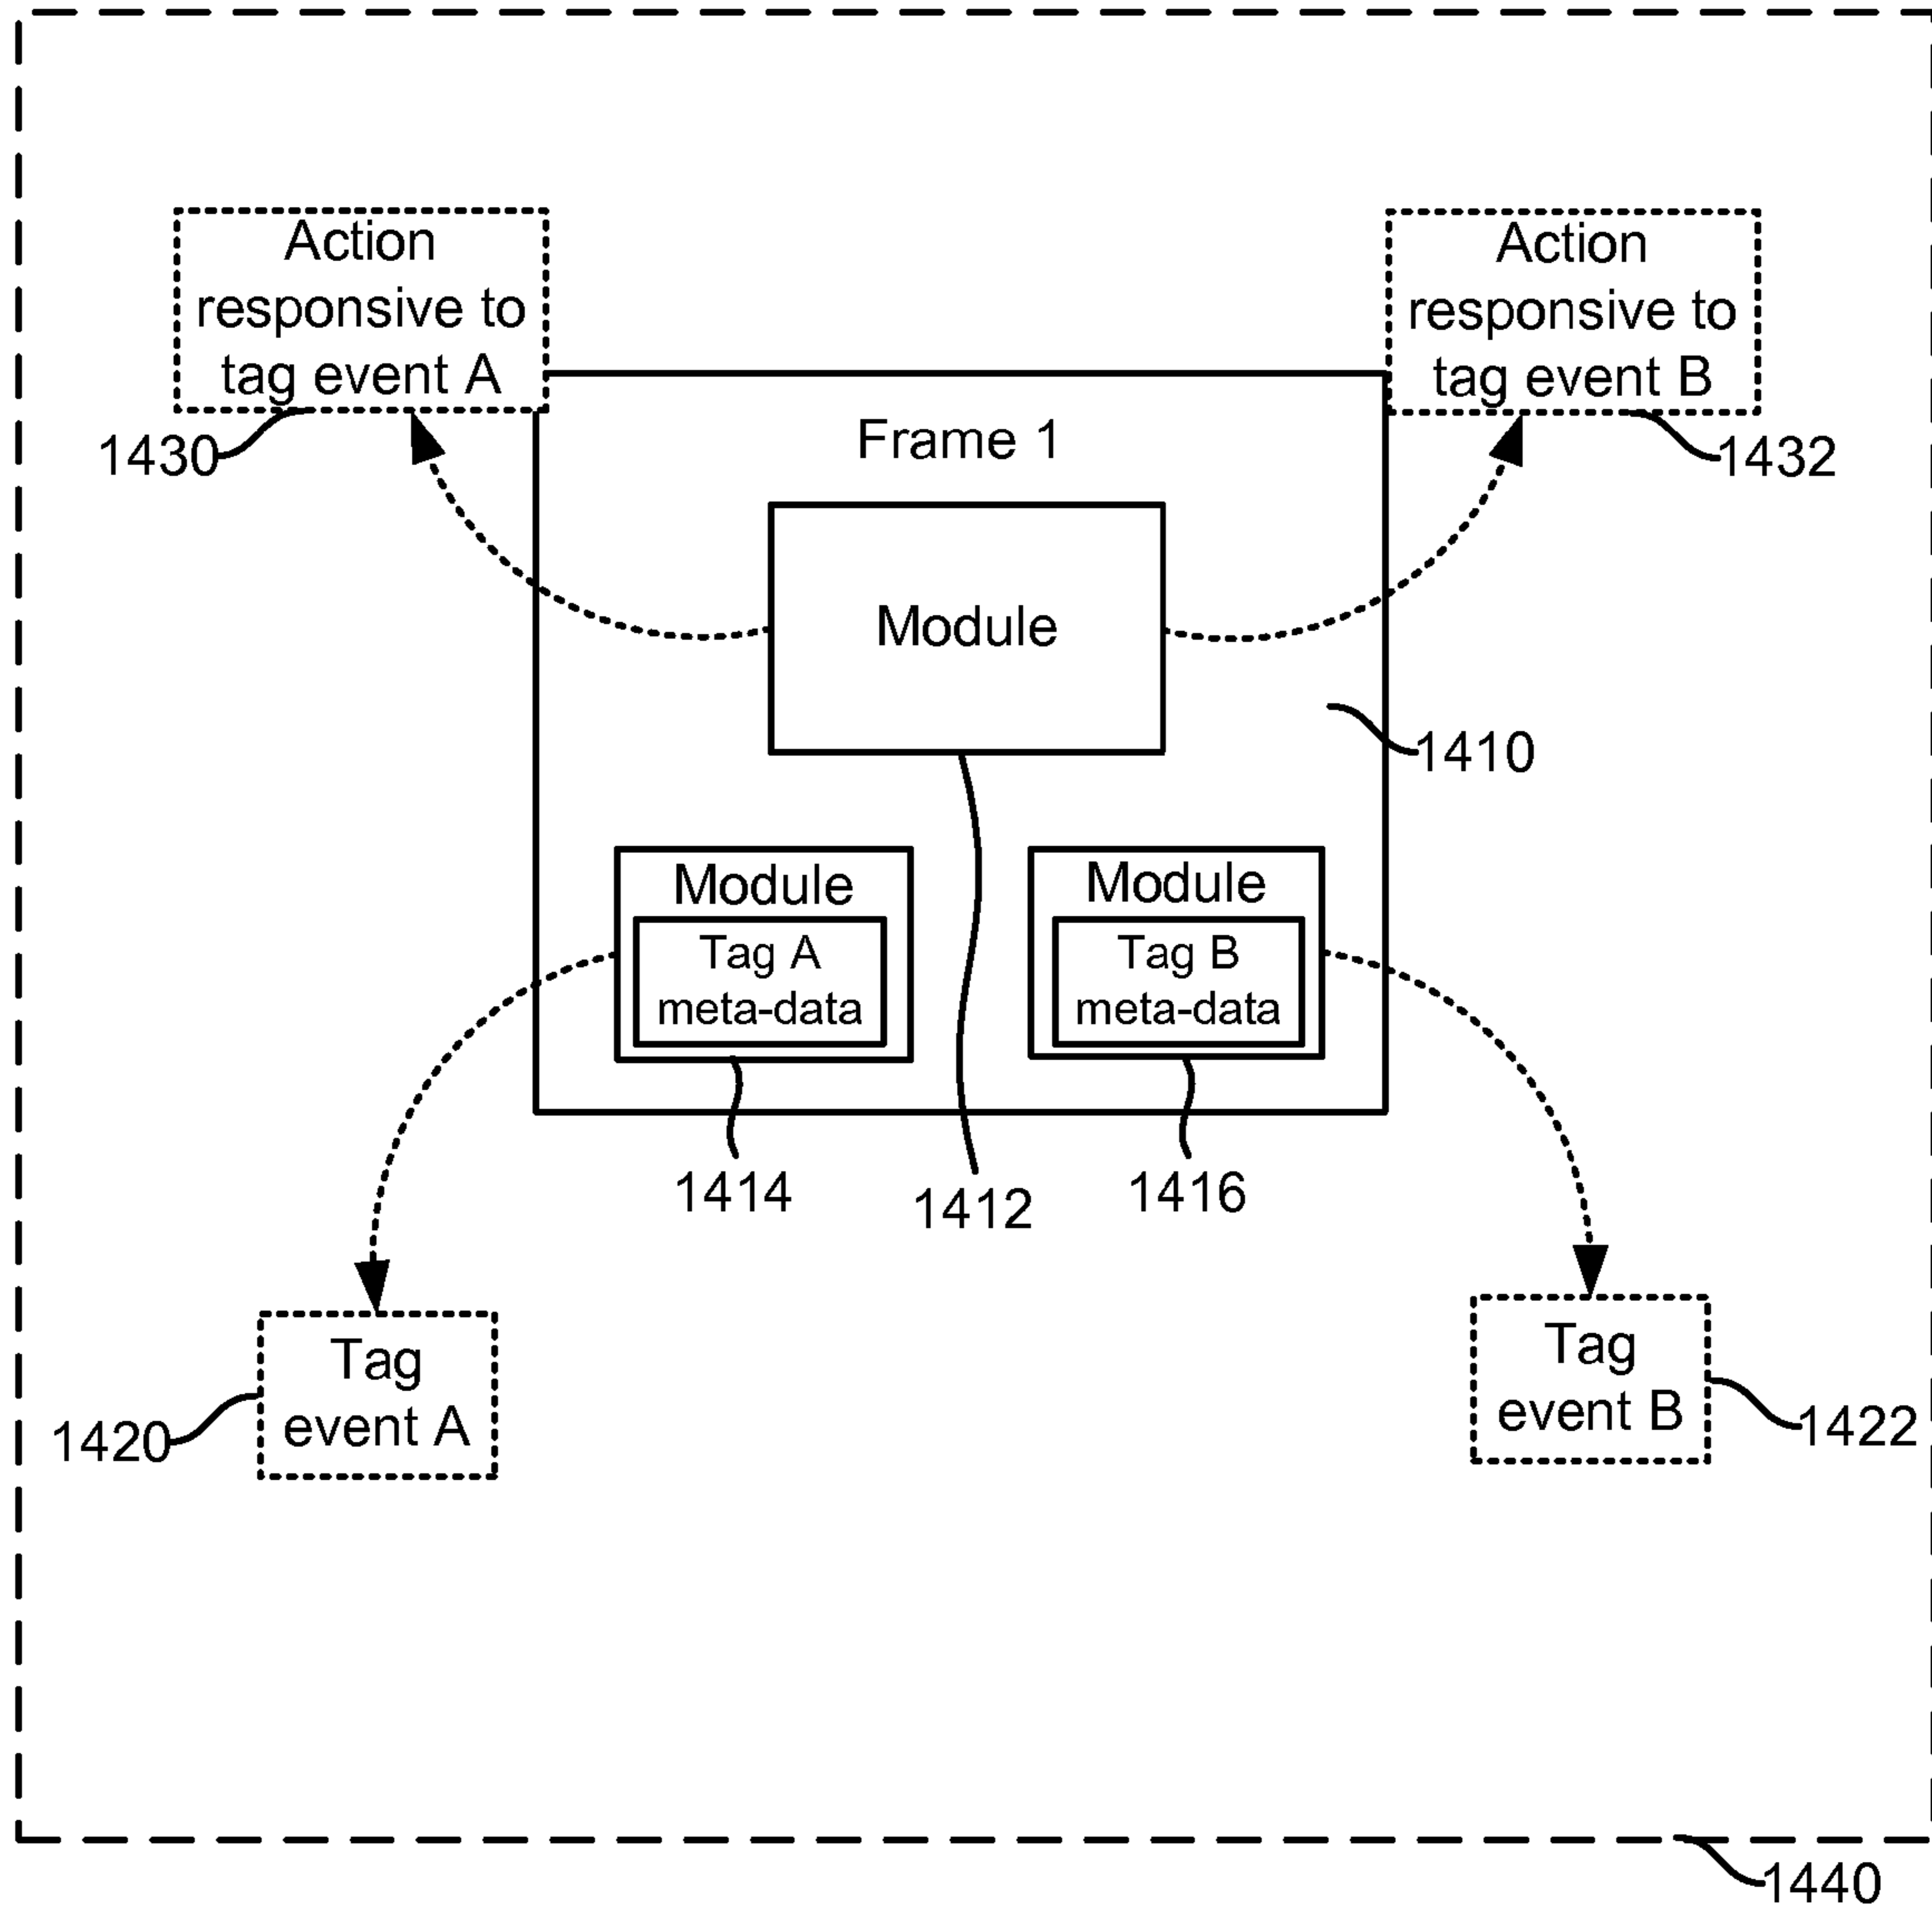 Action
responsive to
tag event A
1430
Action
responsive to
tag event B
1432
Frame 1
Module
1410
Module
Tag A
meta-data
Module
Tag B
meta-data
1414
1412
1416
Tag
event A
1420
Tag
event B
1422
1440